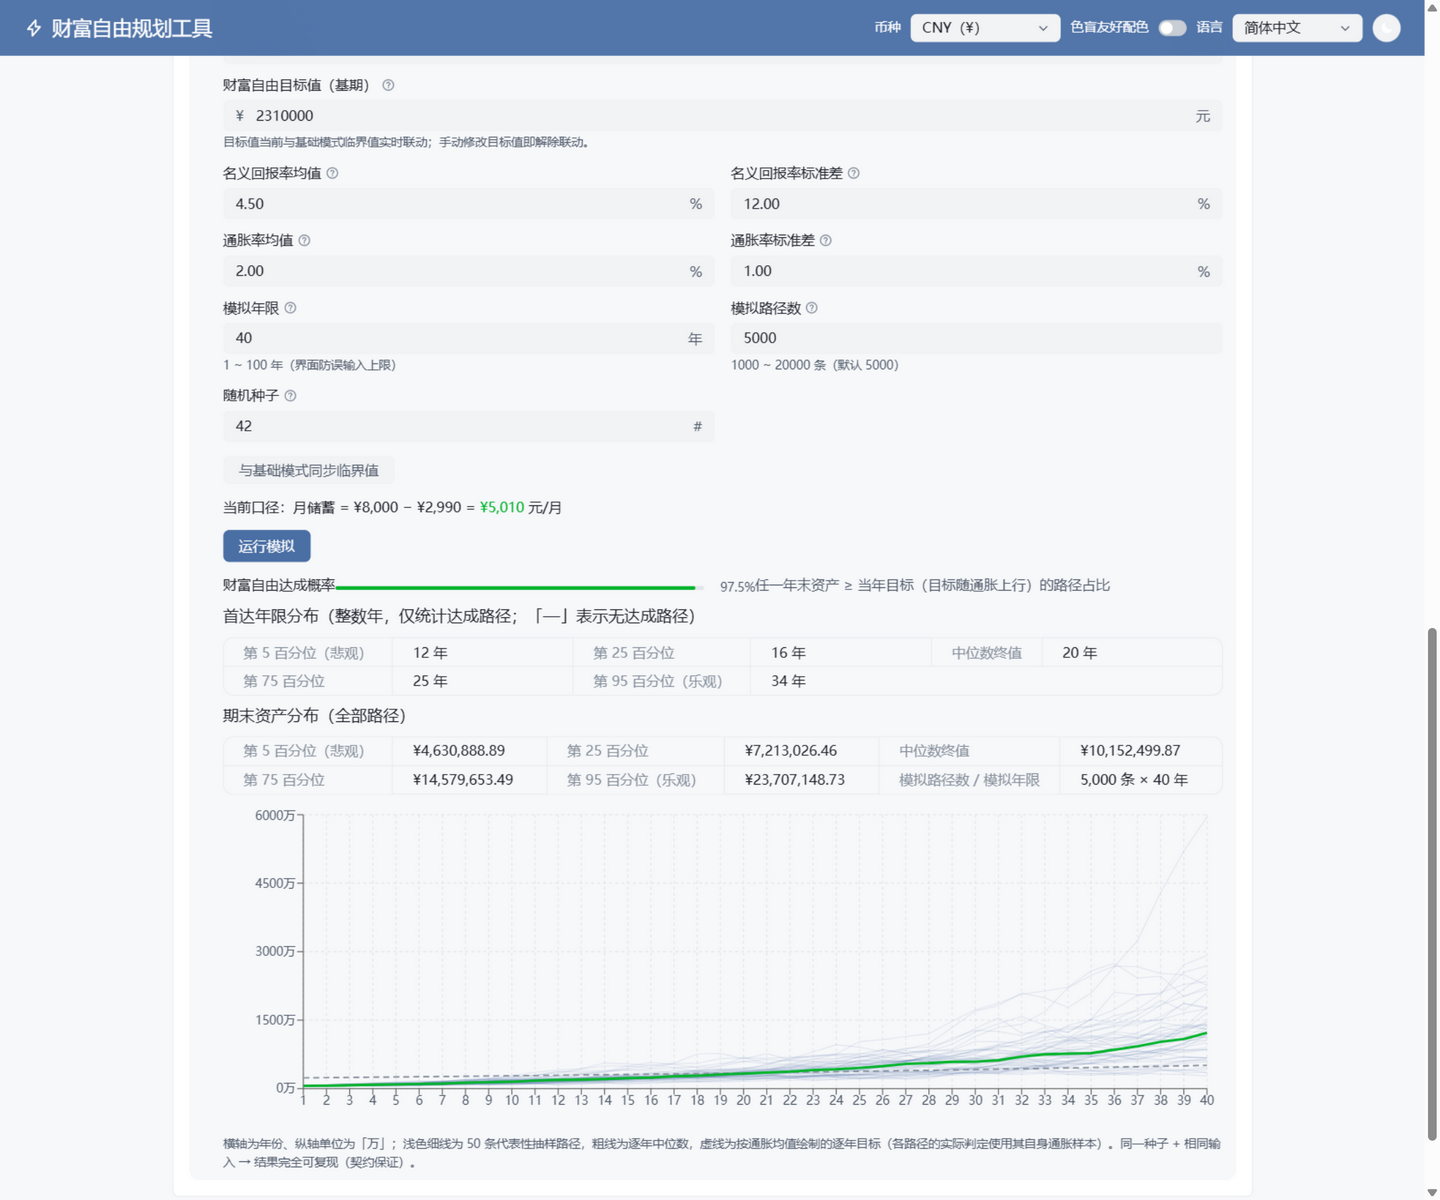 财富自由规划工具
币种 CNY（¥） 色盲友好配色 语言 简体中文
财富自由目标值（基期）
¥ 2310000 元
目标值当前与基础模式临界值实时联动；手动修改目标值即解除联动。
名义回报率均值 名义回报率标准差
4.50 % 12.00 %
通胀率均值 通胀率标准差
2.00 % 1.00 %
模拟年限 模拟路径数
40 年 5000
1 ~ 100 年（界面防误输入上限） 1000 ~ 20000 条（默认 5000）
随机种子
42 #
与基础模式同步临界值
当前口径：月储蓄 = ¥8,000 − ¥2,990 = ¥5,010 元/月
运行模拟
财富自由达成概率 97.5%任一年末资产 ≥ 当年目标（目标随通胀上行）的路径占比
首达年限分布（整数年，仅统计达成路径；「—」表示无达成路径）
第 5 百分位（悲观） 12 年 第 25 百分位 16 年 中位数终值 20 年
第 75 百分位 25 年 第 95 百分位（乐观） 34 年
期末资产分布（全部路径）
第 5 百分位（悲观） ¥4,630,888.89 第 25 百分位 ¥7,213,026.46 中位数终值 ¥10,152,499.87
第 75 百分位 ¥14,579,653.49 第 95 百分位（乐观） ¥23,707,148.73 模拟路径数 / 模拟年限 5,000 条 × 40 年
6000万
4500万
3000万
1500万
0万
1 2 3 4 5 6 7 8 9 10 11 12 13 14 15 16 17 18 19 20 21 22 23 24 25 26 27 28 29 30 31 32 33 34 35 36 37 38 39 40
横轴为年份、纵轴单位为「万」；浅色细线为 50 条代表性抽样路径，粗线为逐年中位数，虚线为按通胀均值绘制的逐年目标（各路径的实际判定使用其自身通胀样本）。同一种子 + 相同输
入 → 结果完全可复现（契约保证）。